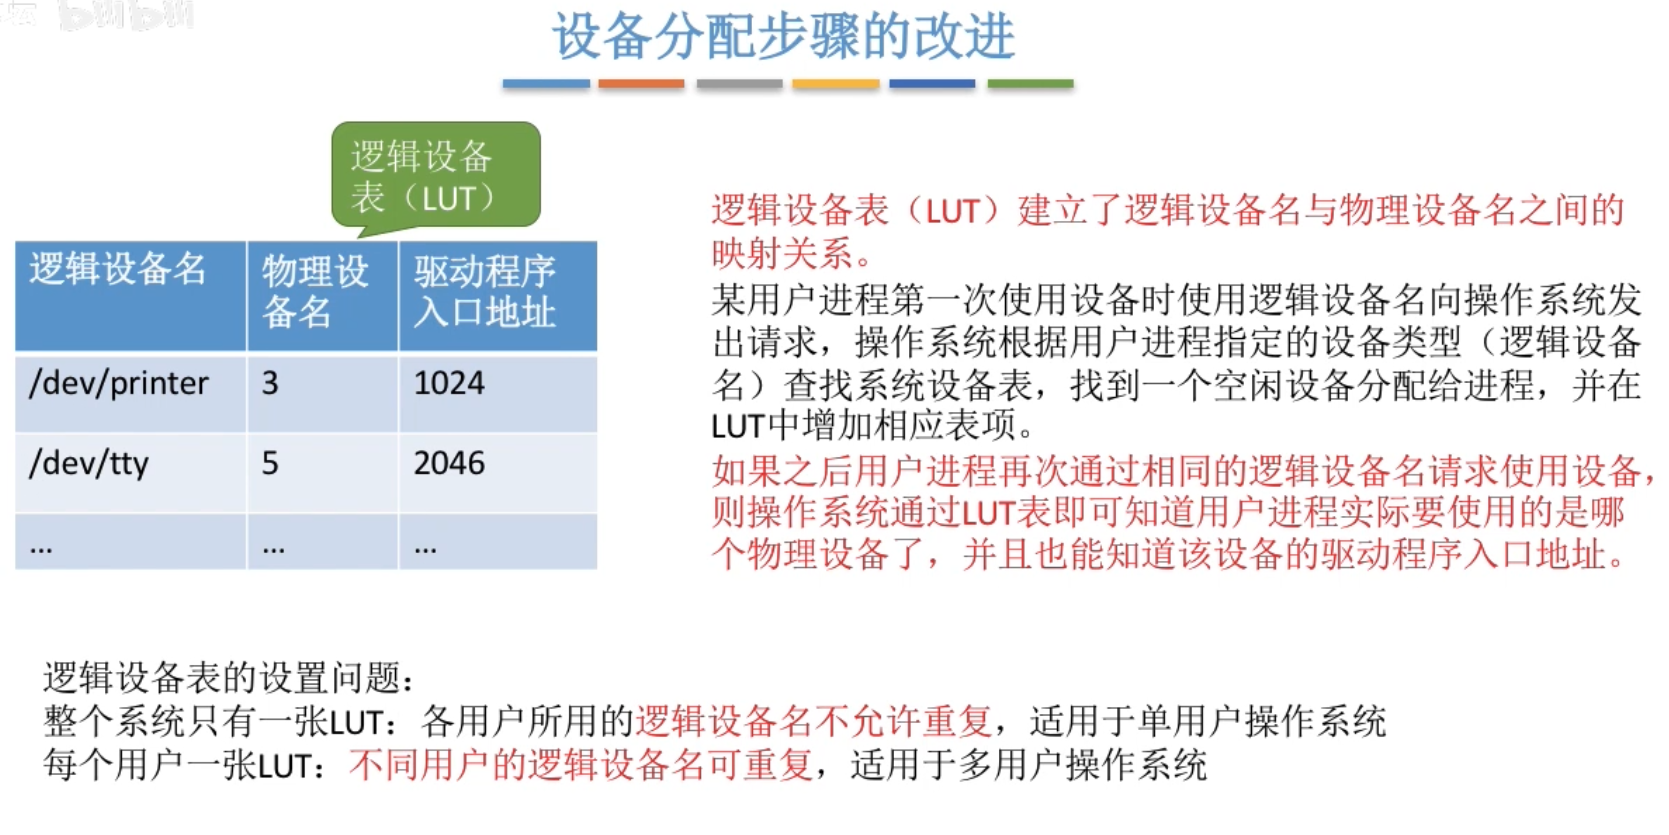 设备分配步骤的改进
逻辑设备
表（LUT）
逻辑设备名
物理设
备名
驱动程序
入口地址
/dev/printer 3 1024
/dev/tty 5 2046
... ... ...
逻辑设备表（LUT）建立了逻辑设备名与物理设备名之间的
映射关系。
某用户进程第一次使用设备时使用逻辑设备名向操作系统发
出请求，操作系统根据用户进程指定的设备类型（逻辑设备
名）查找系统设备表，找到一个空闲设备分配给进程，并在
LUT中增加相应表项。
如果之后用户进程再次通过相同的逻辑设备名请求使用设备，
则操作系统通过LUT表即可知道用户进程实际要使用的是哪
个物理设备了，并且也能知道该设备的驱动程序入口地址。
逻辑设备表的设置问题：
整个系统只有一张LUT：各用户所用的逻辑设备名不允许重复，适用于单用户操作系统
每个用户一张LUT：不同用户的逻辑设备名可重复，适用于多用户操作系统